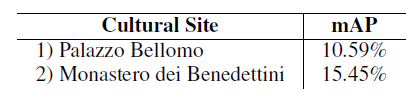 Cultural Site mAP
1) Palazzo Bellomo 10.59%
2) Monastero dei Benedettini 15.45%